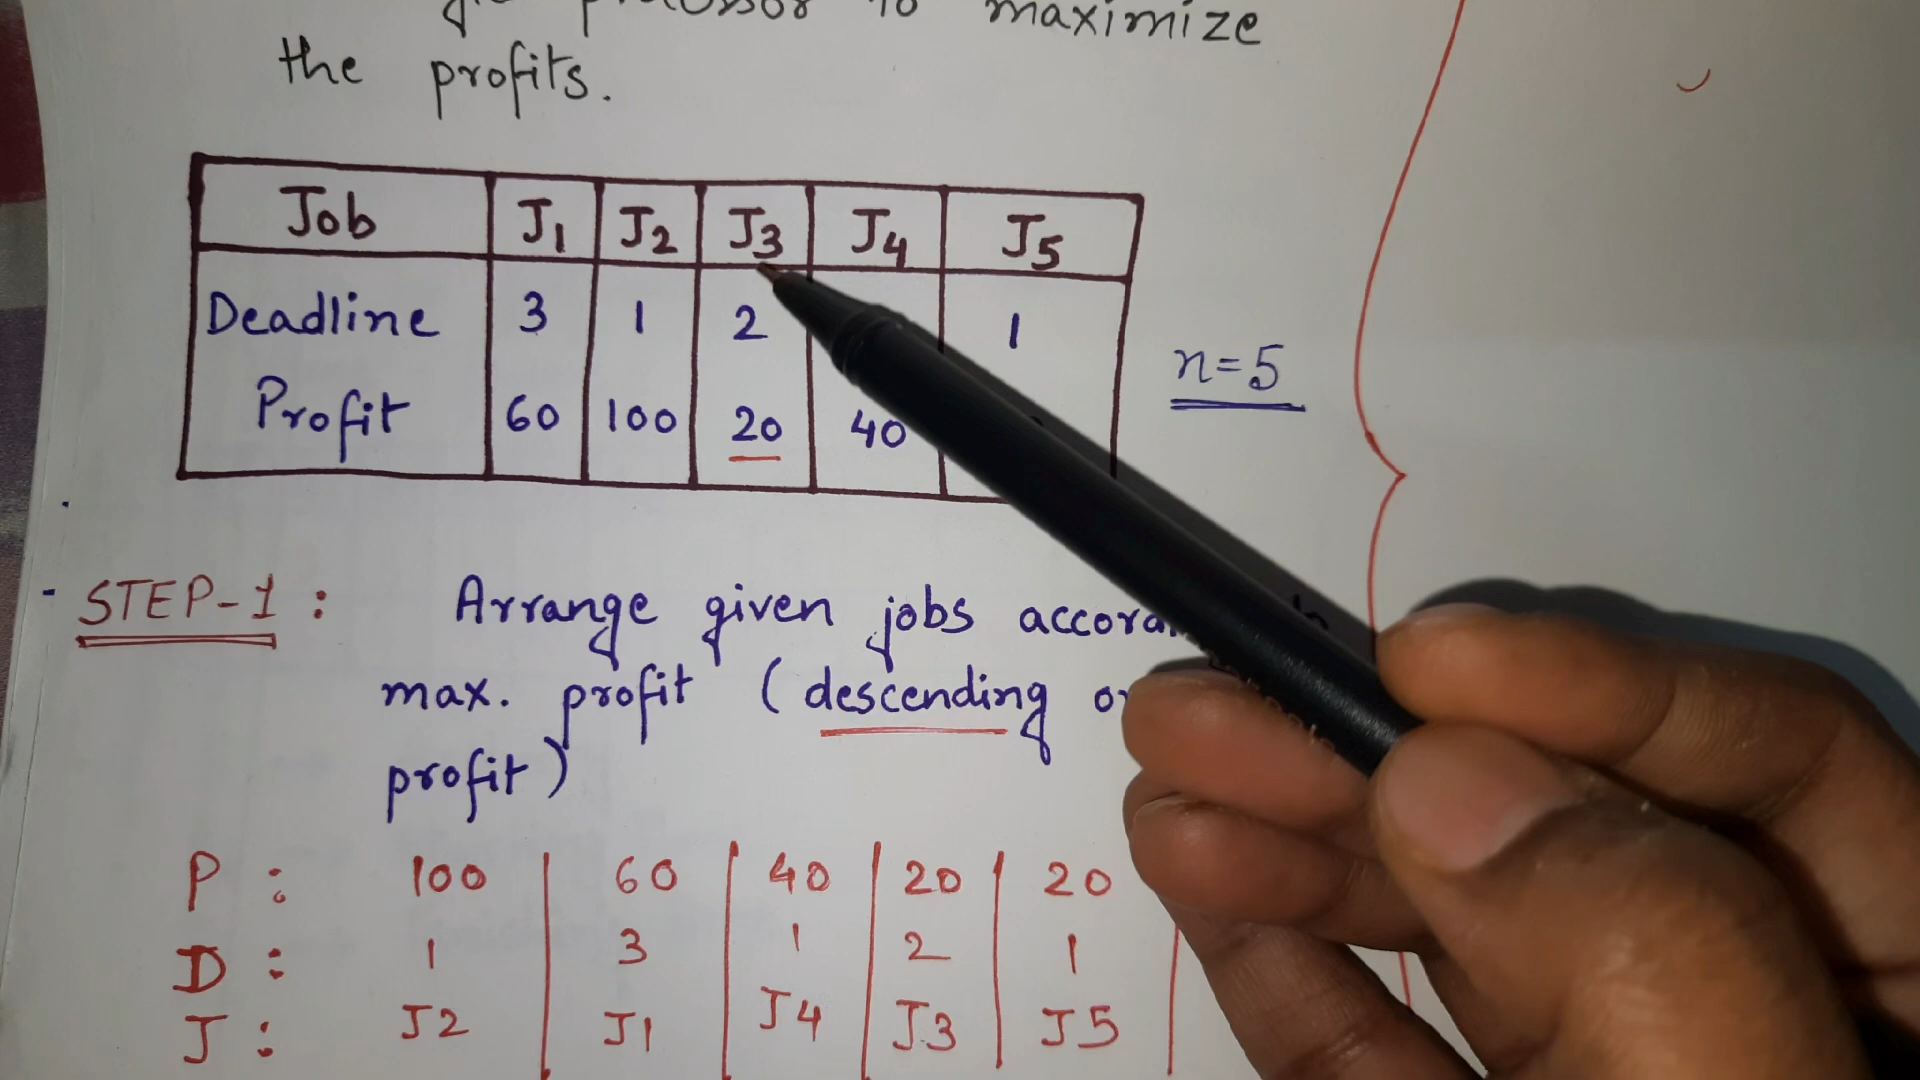 to maximize
the profits.
Job J1 J2 J3 J4 J5
Deadline 3 1 2 1
Profit 60 100 20 40
n=5
STEP-1 : Arrange given jobs
max. profit (descending
profit)
P : 100 60 40 20 20
D : 1 3 1 2 1
J : J2 J1 J4 J3 J5